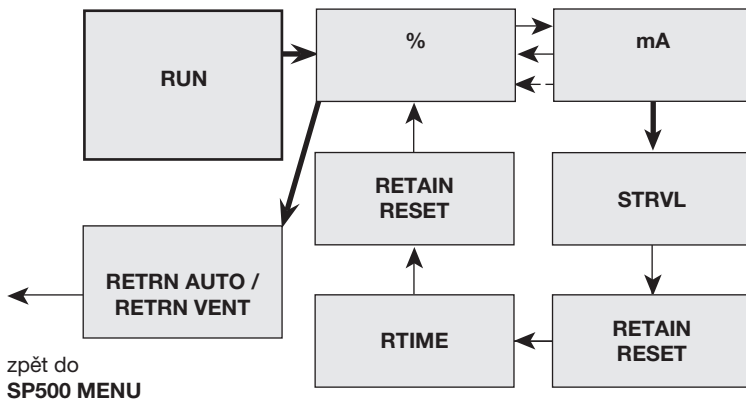 RUN
%
mA
RETAIN
RESET
STRVL
RETRN AUTO /
RETRN VENT
RTIME
RETAIN
RESET
zpět do
SP500 MENU